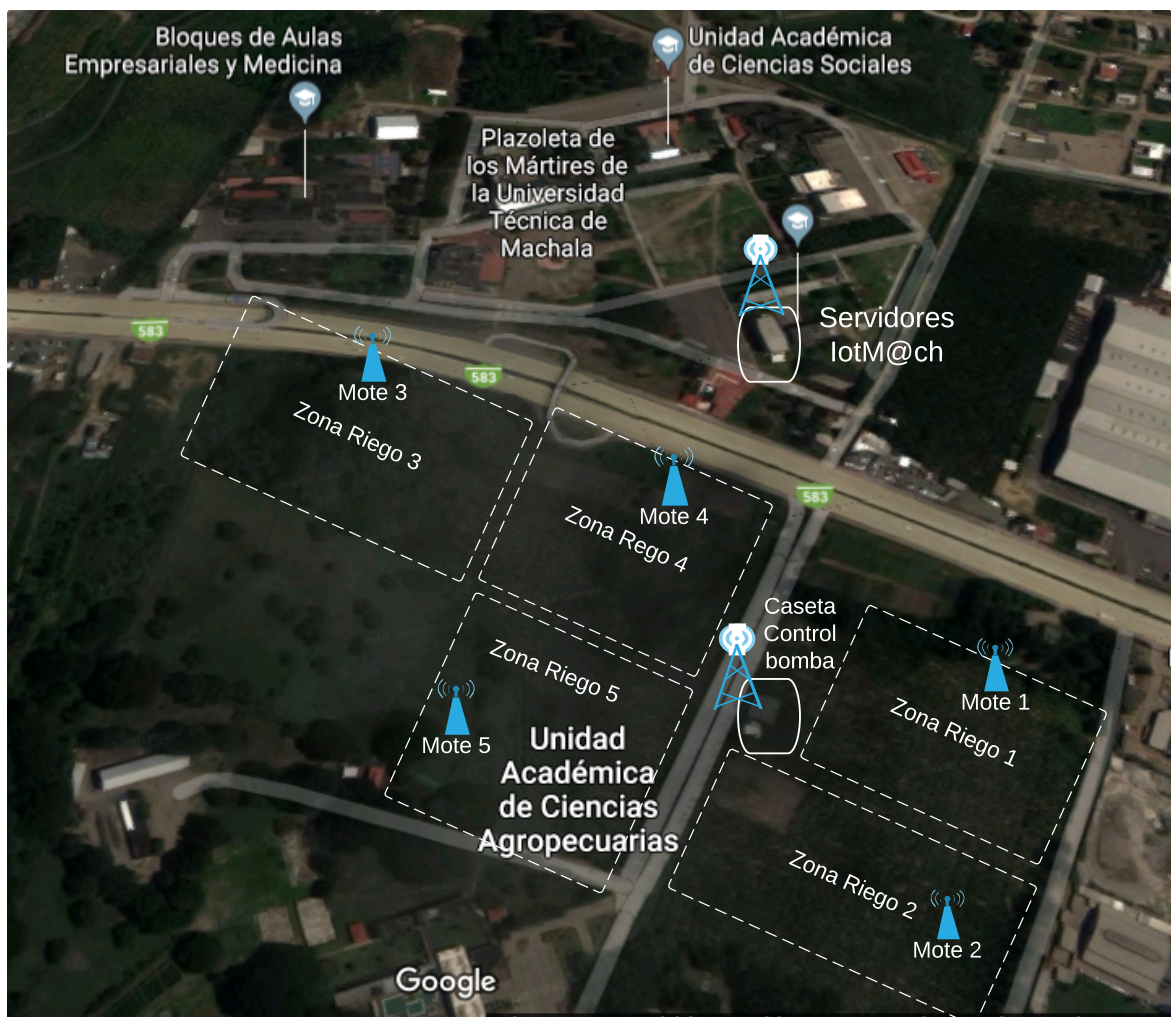 Bloques de Aulas
Empresariales y Medicina
Unidad Académica
de Ciencias Sociales
Plazoleta de
los Mártires de
la Universidad
Técnica de
Machala
Servidores
IotM@ch
583
583
583
Mote 3
Zona Riego 3
Mote 4
Zona Rego 4
Caseta
Control
bomba
Mote 1
Zona Riego 1
Zona Riego 5
Mote 5
Unidad
Académica
de Ciencias
Agropecuarias
Zona Riego 2
Mote 2
Google